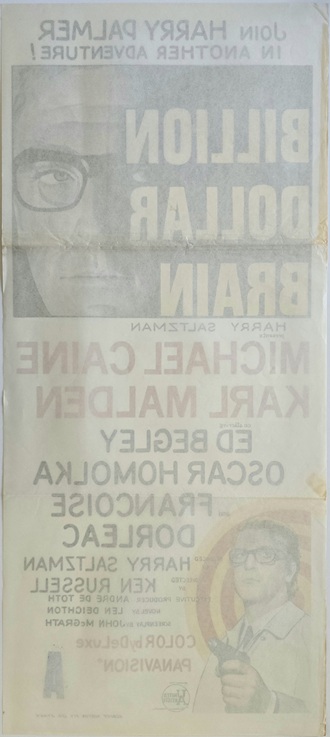 JOIN HARRY PALMER
IN ANOTHER ADVENTURE!
BILLION
DOLLAR
BRAIN
HARRY SALTZMAN
presents
MICHAEL CAINE
KARL MALDEN
ED BEGLEY
OSCAR HOMOLKA
FRANCOISE
DORLEAC
HARRY SALTZMAN
KEN RUSSELL
ANDRE DE TOTH
LEN DEIGHTON
JOHN McGRATH
COLOR by DeLuxe
PANAVISION®
A